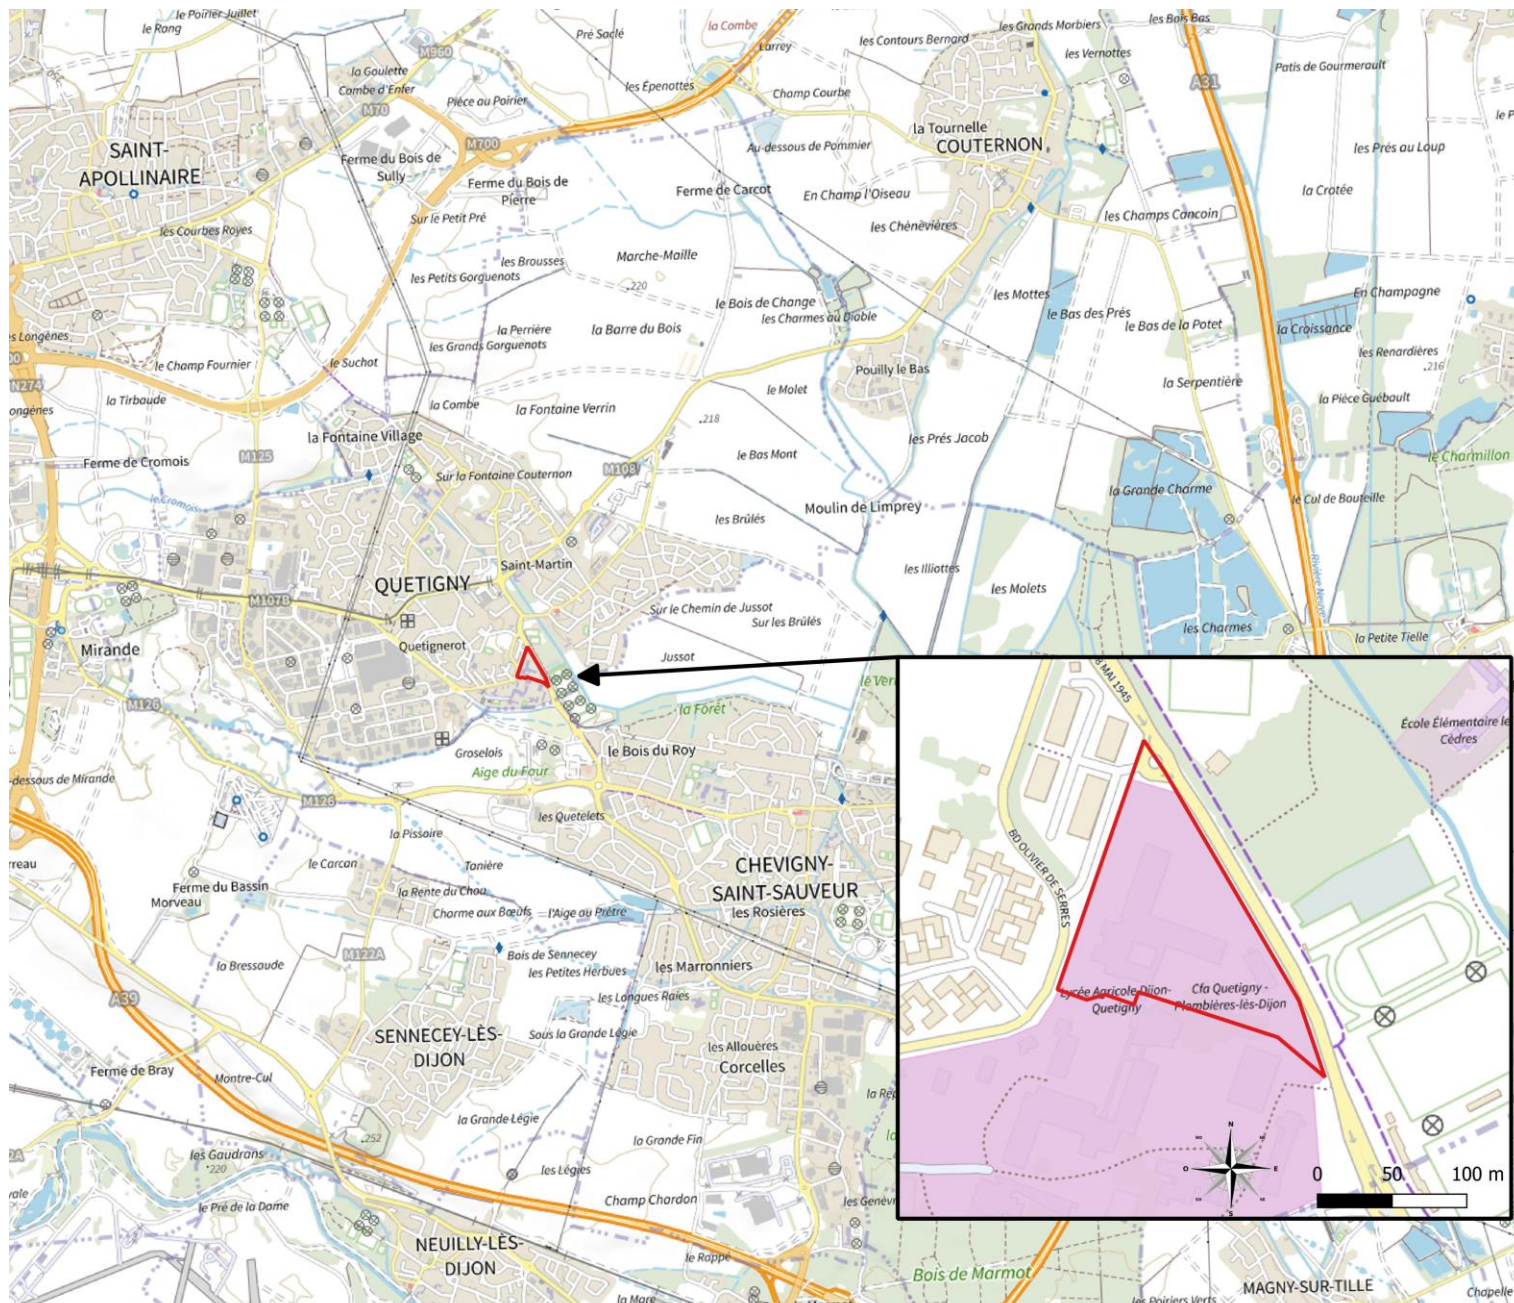 le Poirier Juillet
le Rang
Pré Saclé
la Combe
Larrey
les Contours Bernard
les Grands Morbiers
les Bois Bas
les Vernottes
M960
la Goulette
Combe d'Enfer
M70
Pièce au Poirier
les Épenottes
Champ Courbe
A31
Patis de Gourmerault
SAINT-
APOLLINAIRE
M700
Ferme du Bois de
Sully
Ferme du Bois de
Pierre
Au-dessous de Pommier
la Tournelle
COUTERNON
les Prés au Loup
Sur le Petit Pré
Ferme de Carcot
En Champ l'Oiseau
la Crotée
les Courbes Royes
les Chénevières
les Champs Cancoin
les Brousses
Marche-Maille
les Petits Gorguenots
220
le Bois de Change
les Charmes au Diable
les Mottes
le Bas des Prés
En Champagne
la Perrière
la Barre du Bois
le Bas de la Potet
la Croissance
les Grands Gorguenots
es Longènes
le Champ Fournier
le Suchot
Pouilly le Bas
les Renardières
216
N274
la Serpentière
la Tirbaude
la Combe
la Fontaine Verrin
le Molet
la Pièce Guébault
ongènes
218
la Fontaine Village
les Prés Jacob
Ferme de Cromois
M125
Sur la Fontaine Couternon
M108
le Bas Mont
le Charmillon
le Cromois
la Grande Charme
le Cul de Bouteille
Moulin de Limprey
les Brûlés
Saint-Martin
les Illiottes
QUETIGNY
les Molets
M107B
Sur le Chemin de Jussot
Sur les Brûlés
les Charmes
la Petite Tielle
Mirande
Quetignerot
Jussot
M126
la Forêt
Groselois
le Bois du Roy
Aige du Four
-dessous de Mirande
M126
les Quetelets
la Pissoire
le Carcan
Tanière
CHEVIGNY-
SAINT-SAUVEUR
Ferme du Bassin
Morveau
la Rente du Chou
Charme aux Bœufs
l'Aige au Prêtre
les Rosières
M122A
Bois de Sennecey
la Bressaude
les Petites Herbues
les Marronniers
A39
les Longues Raies
Sous la Grande Légie
SENNECEY-LÈS-
DIJON
les Allouères
Corcelles
Ferme de Bray
Montre-Cul
la Grande Légie
252
la Grande Fin
les Gaudrans
220
les Légies
Champ Chardon
le Pré de la Dame
NEUILLY-LÈS-
DIJON
le Rappé
Bois de Marmot
la Mare
les Poiriers Verts
MAGNY-SUR-TILLE
Chapelle
8 MAI 1945
École Élémentaire le
Cèdres
BD OLIVIER DE SERRES
Lycée Agricole Dijon-
Quetigny
Cfa Quetigny -
Plombières-lès-Dijon
N
O
E
S
0 50 100 m